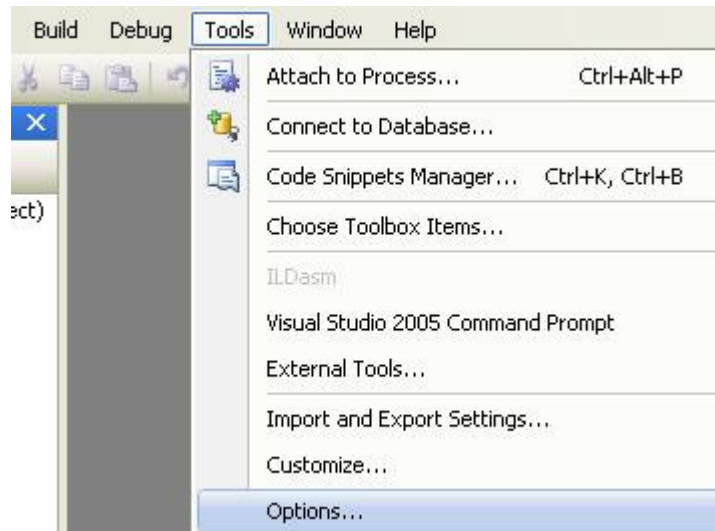 Build Debug Tools Window Help
Attach to Process... Ctrl+Alt+P
Connect to Database...
Code Snippets Manager... Ctrl+K, Ctrl+B
ect)
Choose Toolbox Items...
ILDasm
Visual Studio 2005 Command Prompt
External Tools...
Import and Export Settings...
Customize...
Options...